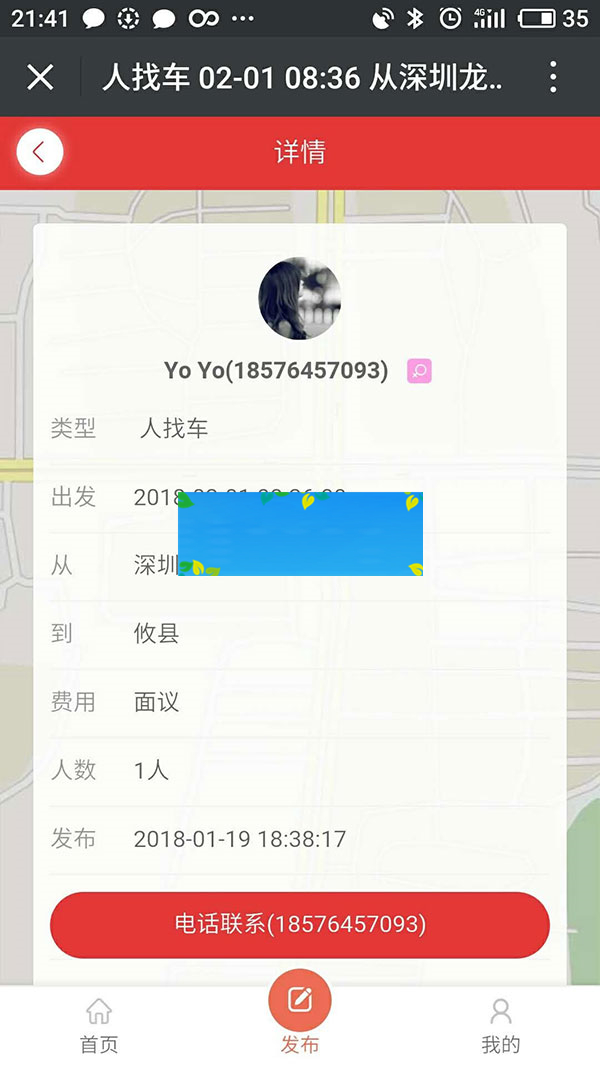 21:41 4G 35
人找车 02-01 08:36 从深圳龙..
详情
Yo Yo(18576457093)
类型 人找车
出发 2018
从 深圳
到 攸县
费用 面议
人数 1人
发布 2018-01-19 18:38:17
电话联系(18576457093)
首页 发布 我的